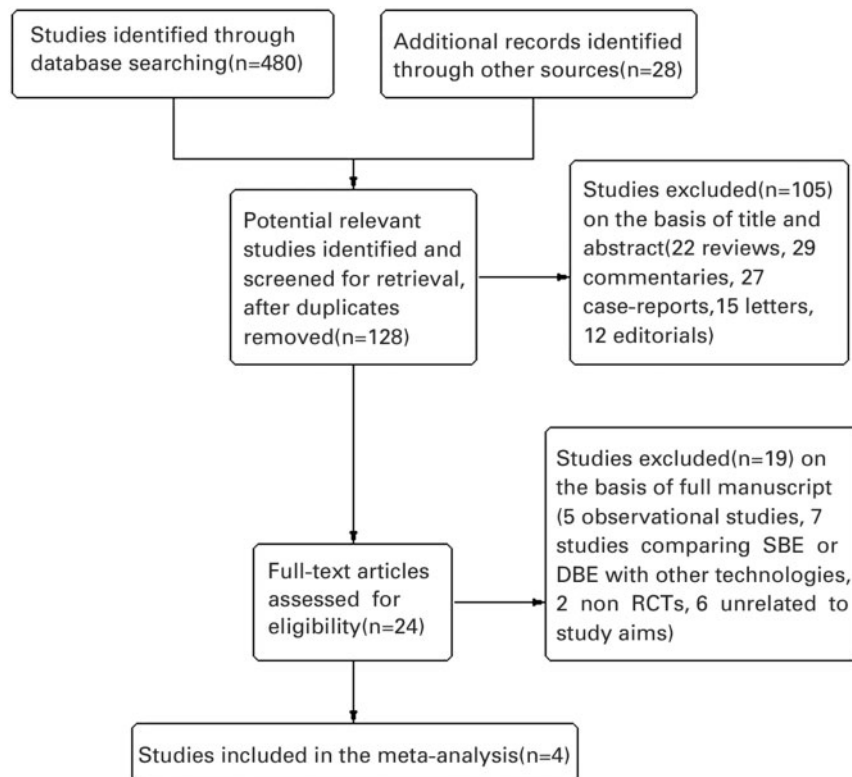 Studies identified through
database searching(n=480)
Additional records identified
through other sources(n=28)
Potential relevant
studies identified and
screened for retrieval,
after duplicates
removed(n=128)
Studies excluded(n=105)
on the basis of title and
abstract(22 reviews, 29
commentaries, 27
case-reports,15 letters,
12 editorials)
Full-text articles
assessed for
eligibility(n=24)
Studies excluded(n=19) on
the basis of full manuscript
(5 observational studies, 7
studies comparing SBE or
DBE with other technologies,
2 non RCTs, 6 unrelated to
study aims)
Studies included in the meta-analysis(n=4)